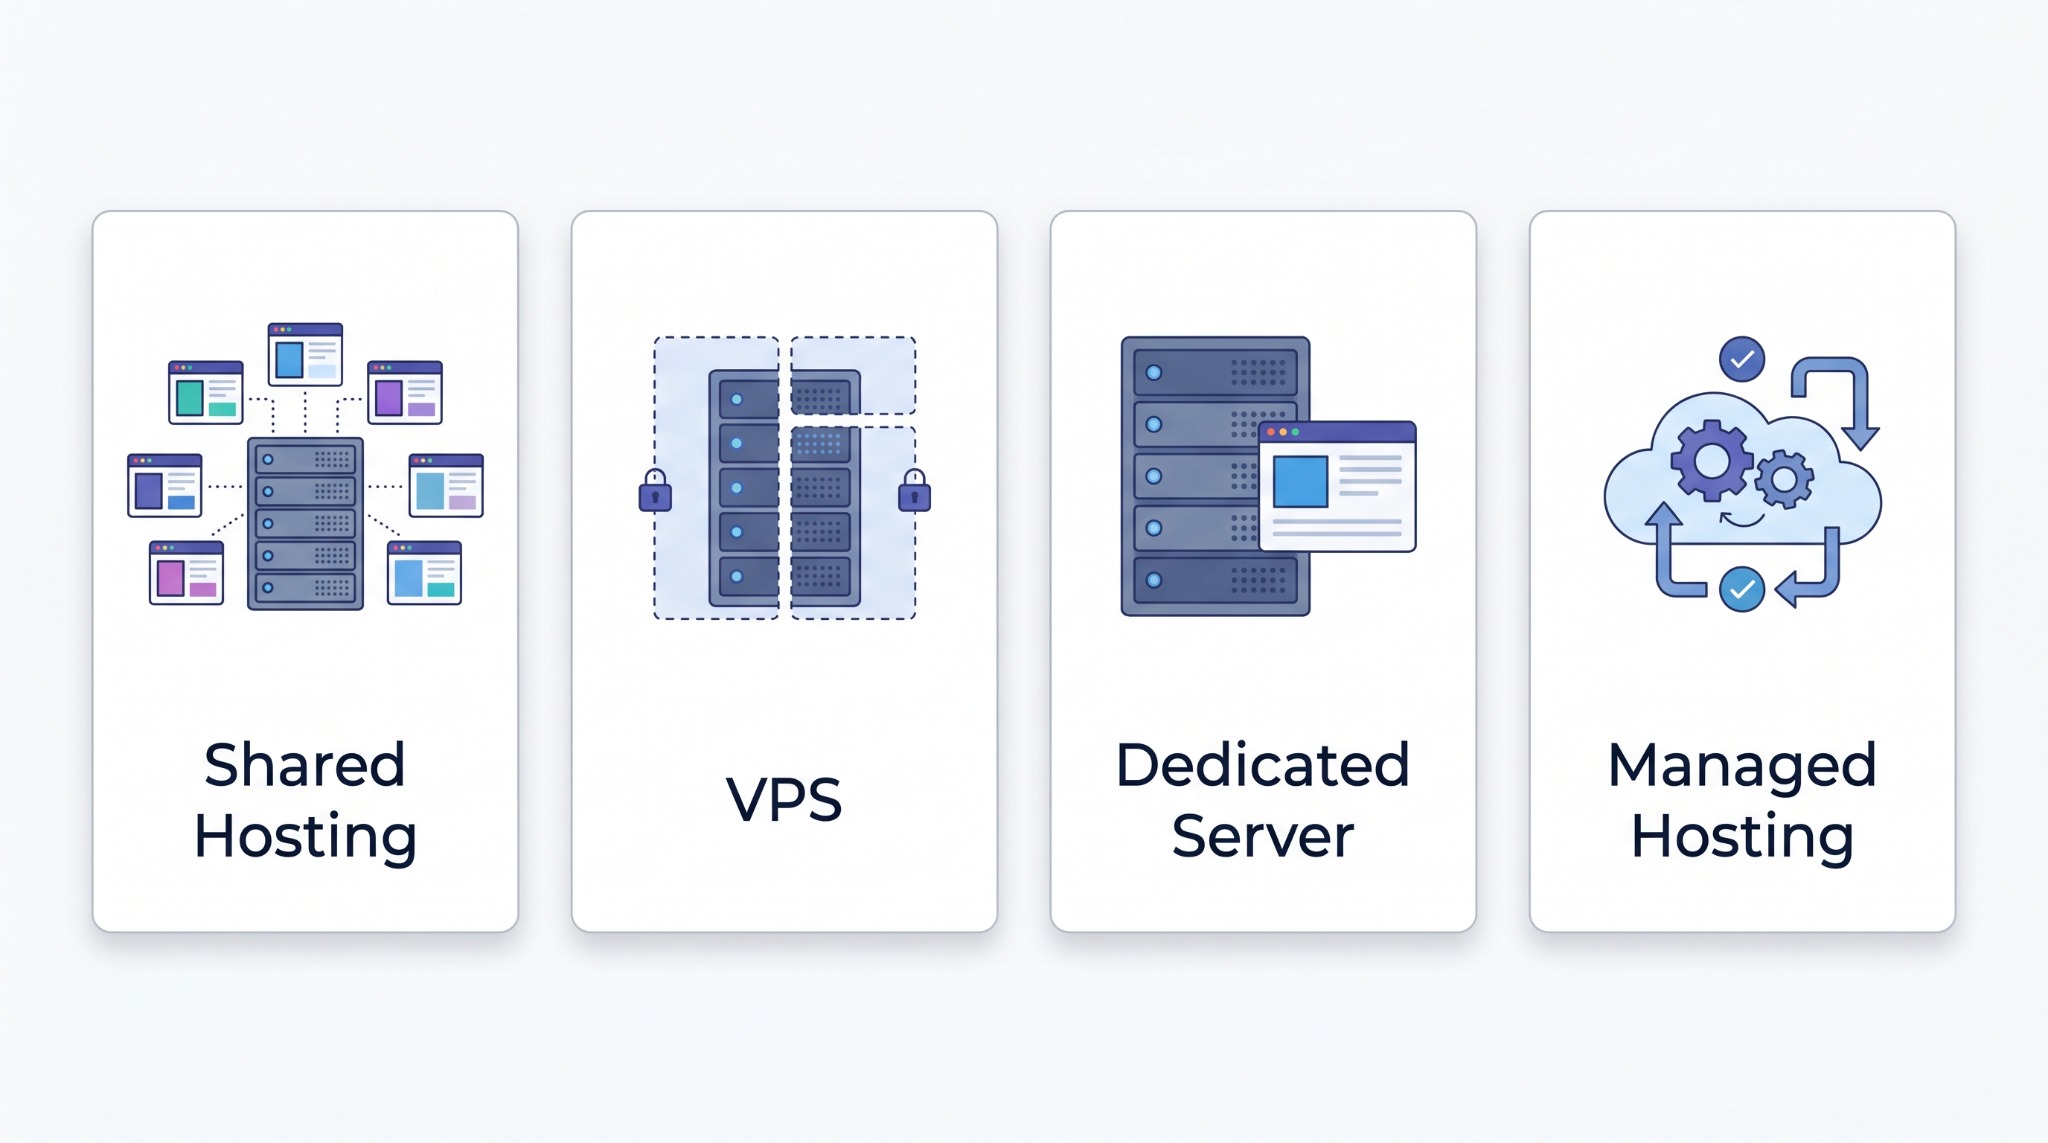 Shared
Hosting
VPS
Dedicated
Server
Managed
Hosting